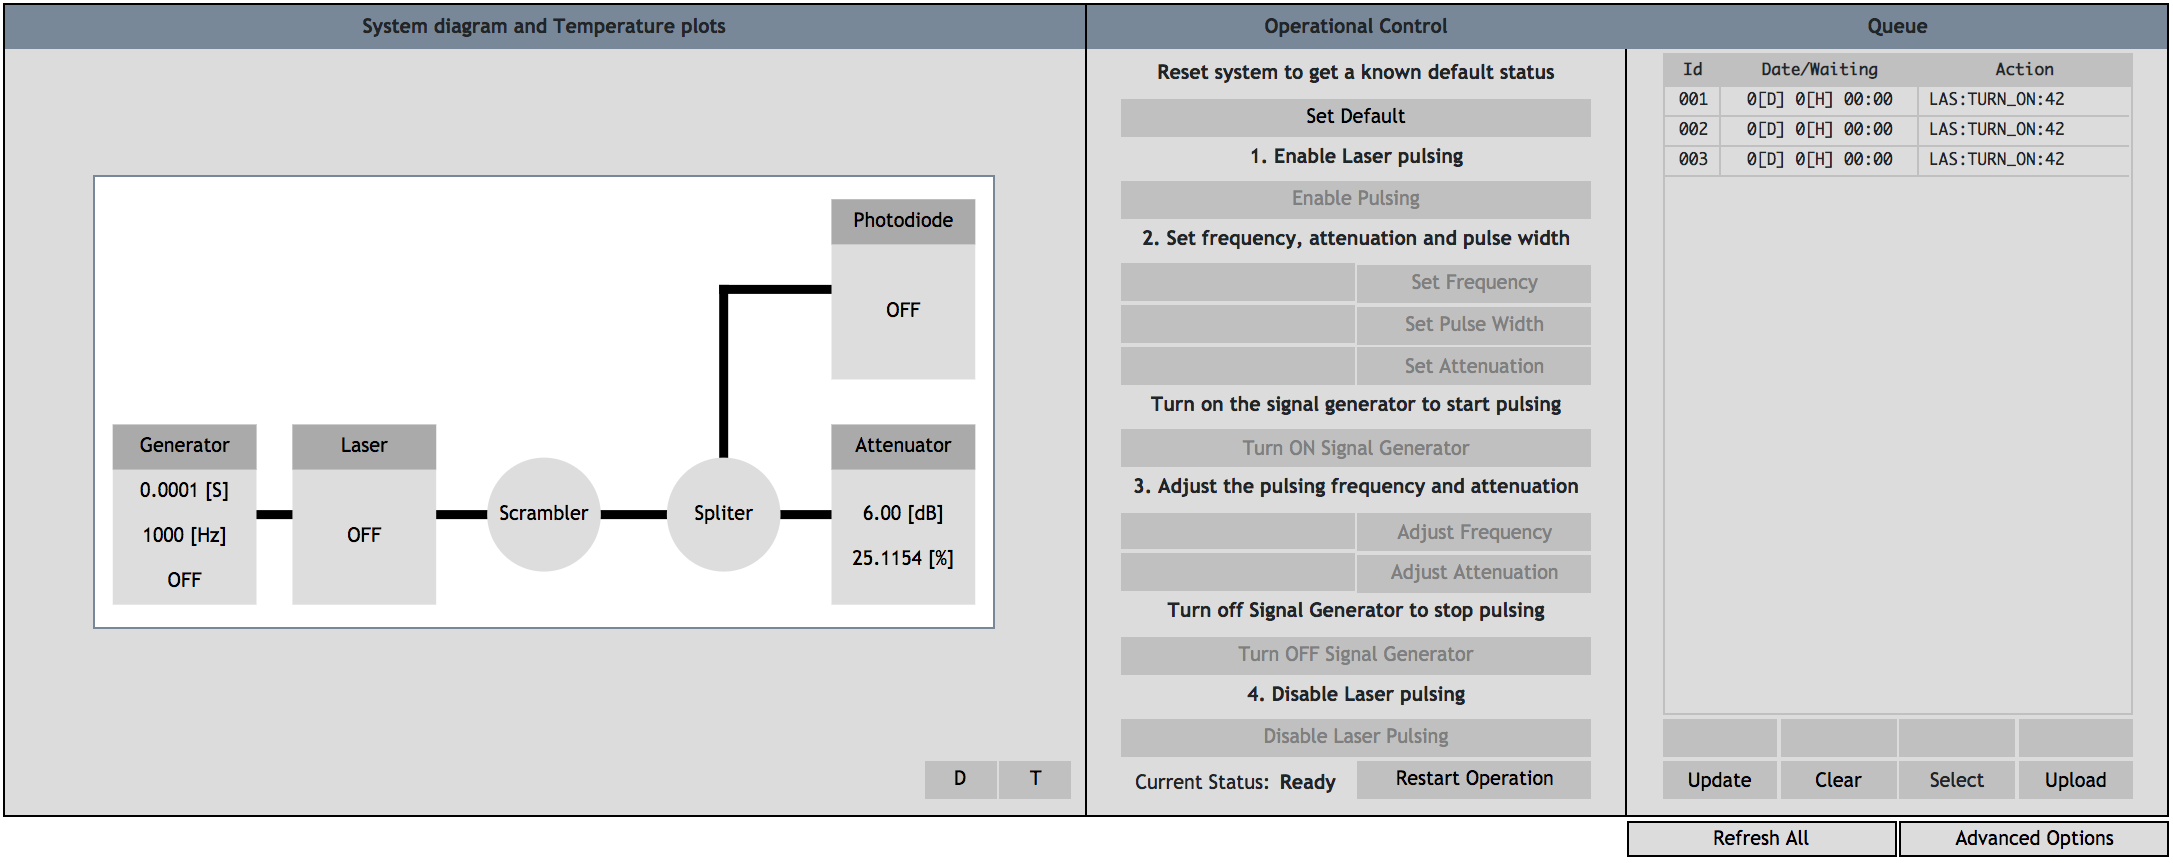 System diagram and Temperature plots
Photodiode
OFF
Generator
0.0001 [S]
1000 [Hz]
OFF
Laser
OFF
Scrambler
Spliter
Attenuator
6.00 [dB]
25.1154 [%]
D T
Operational Control
Reset system to get a known default status
Set Default
1. Enable Laser pulsing
Enable Pulsing
2. Set frequency, attenuation and pulse width
Set Frequency
Set Pulse Width
Set Attenuation
Turn on the signal generator to start pulsing
Turn ON Signal Generator
3. Adjust the pulsing frequency and attenuation
Adjust Frequency
Adjust Attenuation
Turn off Signal Generator to stop pulsing
Turn OFF Signal Generator
4. Disable Laser pulsing
Disable Laser Pulsing
Current Status: Ready Restart Operation
Queue
Id Date/Waiting Action
001 0[D] 0[H] 00:00 LAS:TURN_ON:42
002 0[D] 0[H] 00:00 LAS:TURN_ON:42
003 0[D] 0[H] 00:00 LAS:TURN_ON:42
Update Clear Select Upload
Refresh All Advanced Options